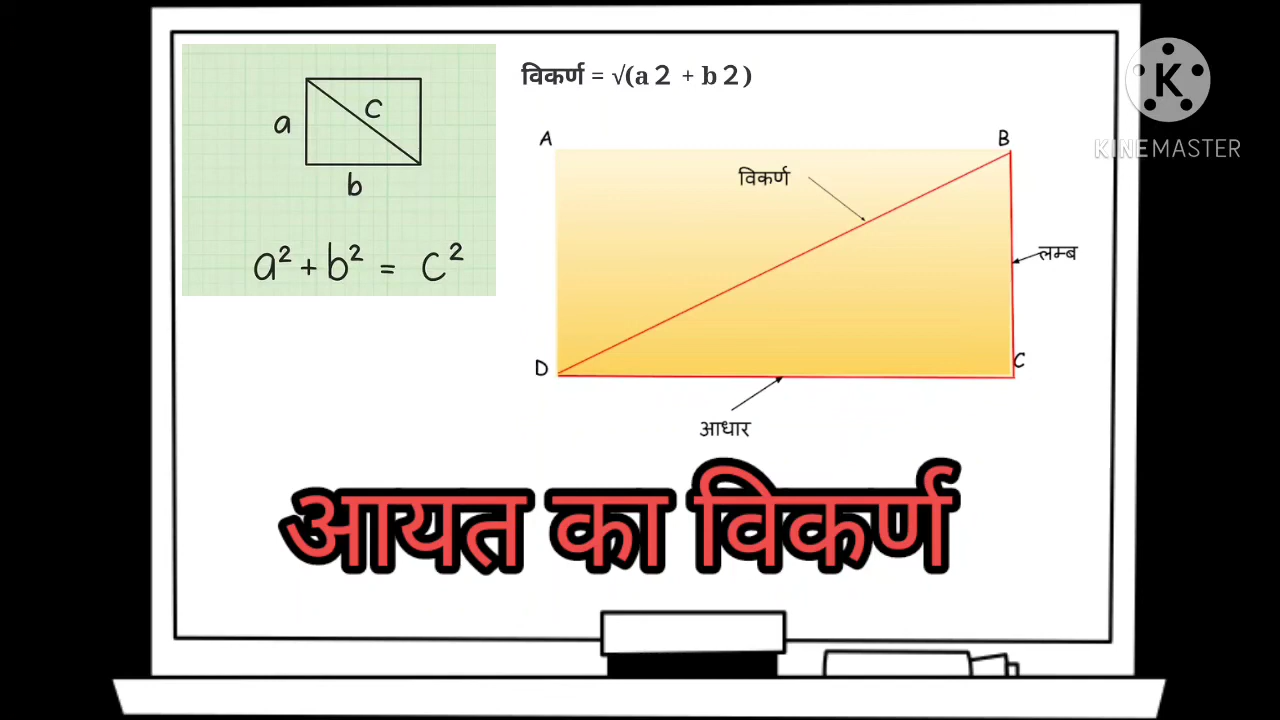 विकर्ण = √(a 2 + b 2)
K
KINEMASTER
c
a
b
a² + b² = c²
A
B
विकर्ण
लम्ब
D
C
आधार
आयत का विकर्ण